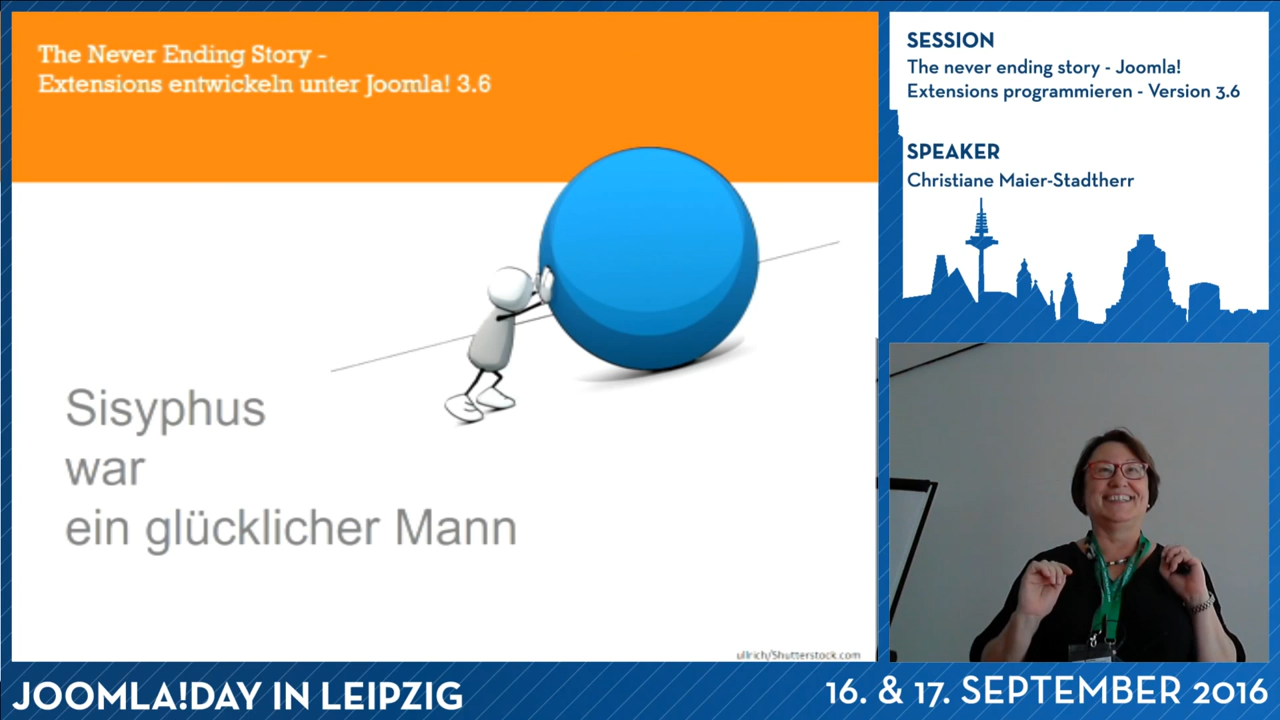 The Never Ending Story -
Extensions entwickeln unter Joomla! 3.6
Sisyphus
war
ein glücklicher Mann
ullrich/Shutterstock.com
SESSION
The never ending story - Joomla!
Extensions programmieren - Version 3.6
SPEAKER
Christiane Maier-Stadtherr
JOOMLA!DAY IN LEIPZIG
16. & 17. SEPTEMBER 2016